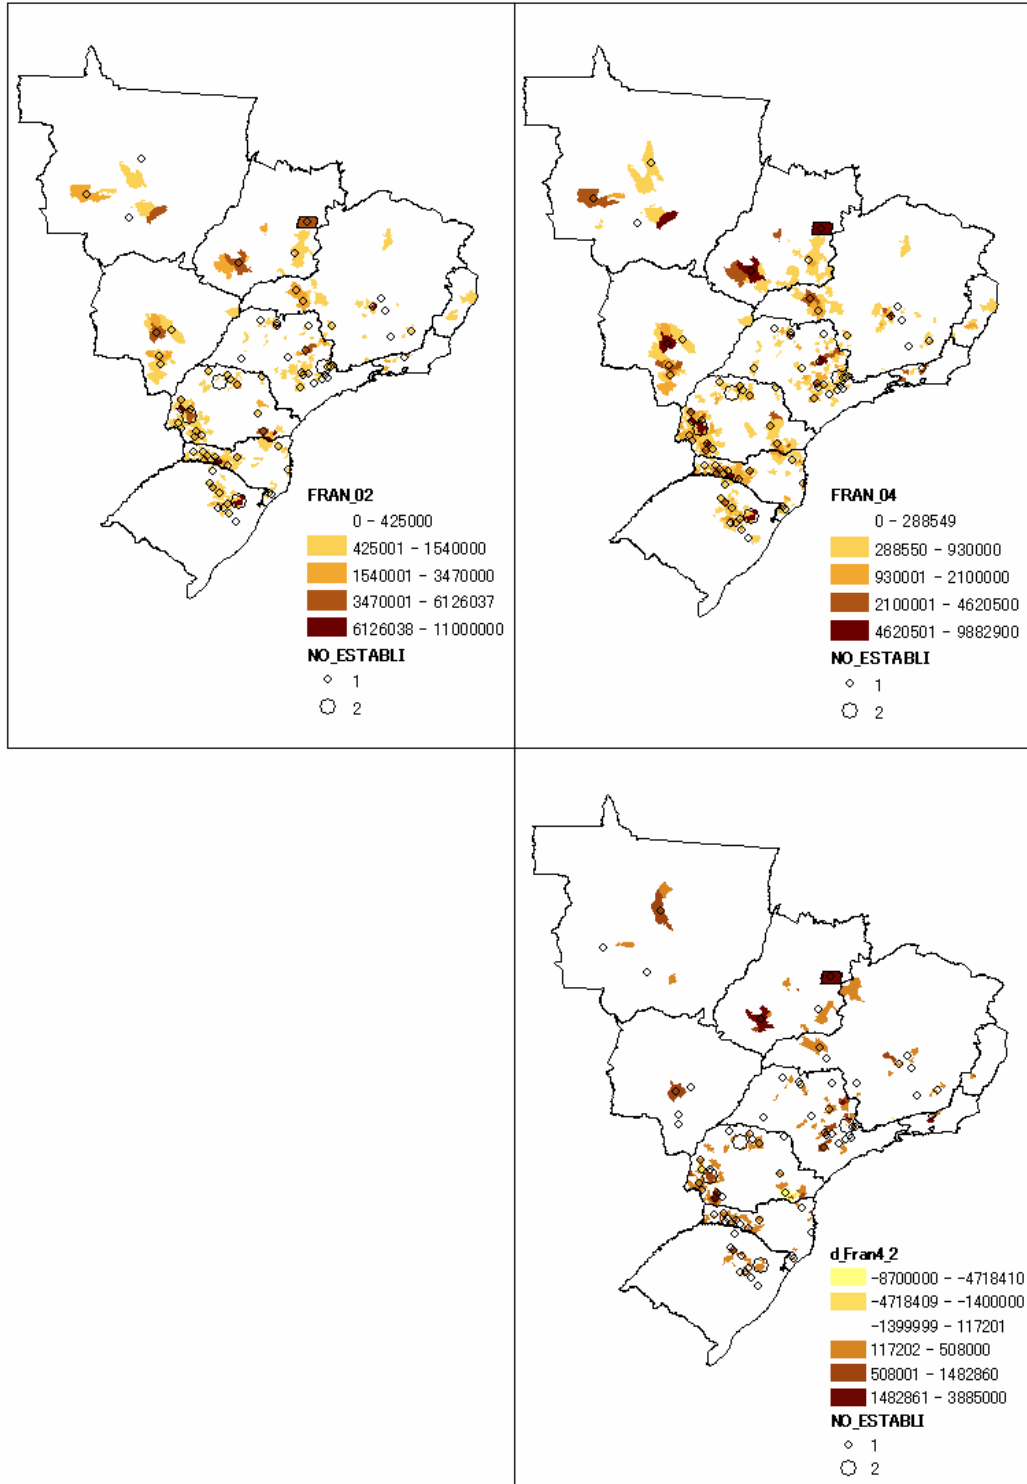 FRAN_02
0 - 425000
425001 - 1540000
1540001 - 3470000
3470001 - 6126037
6126038 - 11000000
NO_ESTABLI
1
2
FRAN_04
0 - 288549
288550 - 930000
930001 - 2100000
2100001 - 4620500
4620501 - 9882900
NO_ESTABLI
1
2
d_Fran4_2
-8700000 - -4718410
-4718409 - -1400000
-1399999 - 117201
117202 - 508000
508001 - 1482860
1482861 - 3885000
NO_ESTABLI
1
2